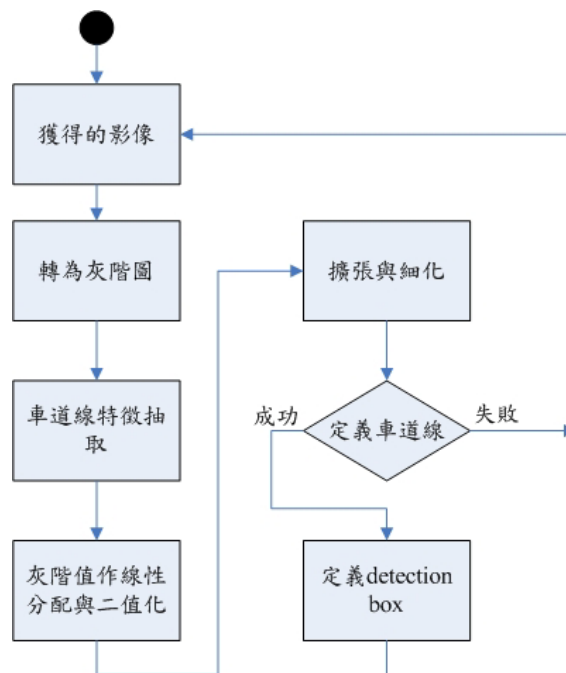 獲得的影像
轉為灰階圖
車道線特徵抽
取
灰階值作線性
分配與二值化
擴張與細化
定義車道線
成功
失敗
定義detection
box